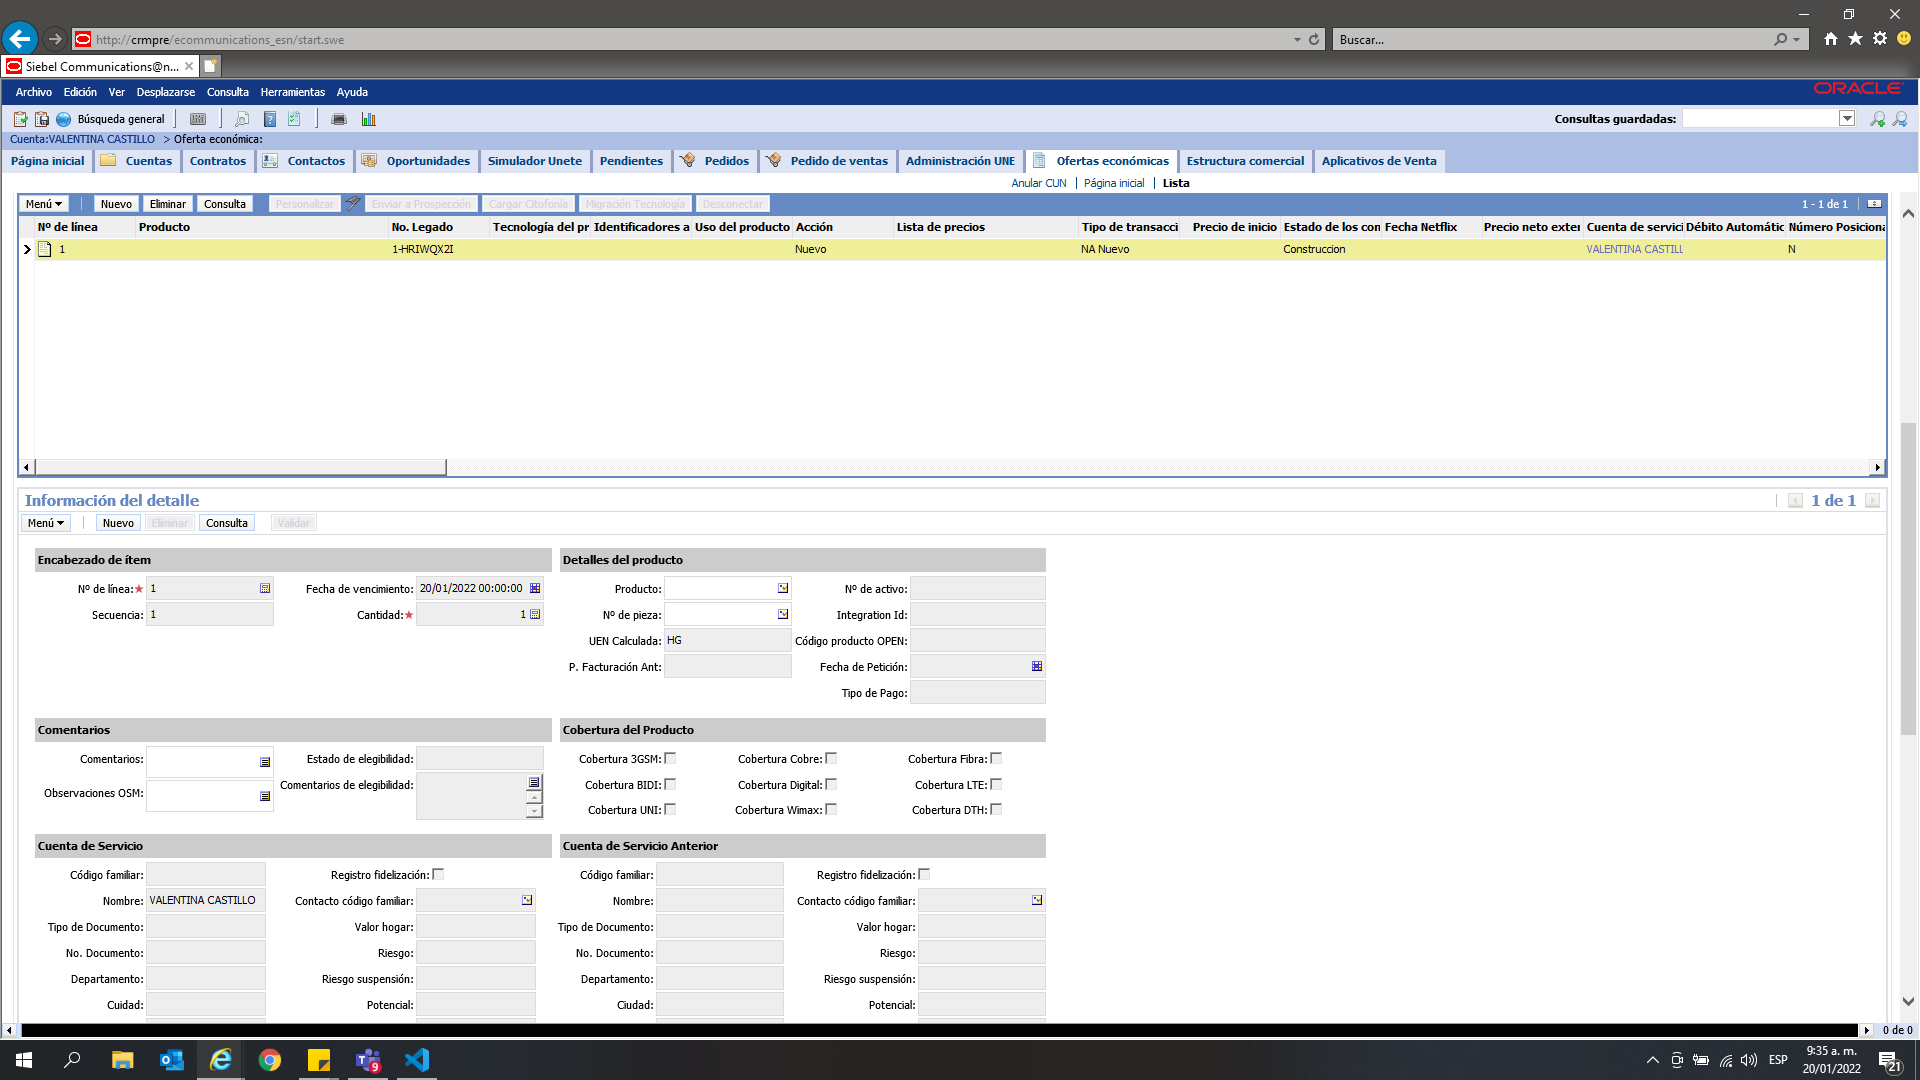 http://crmpre/ecommunications_esn/start.swe
Buscar...
Siebel Communications@n...
Archivo Edición Ver Desplazarse Consulta Herramientas Ayuda
ORACLE
Búsqueda general
Consultas guardadas:
Cuenta:VALENTINA CASTILLO > Oferta económica:
Página inicial Cuentas Contratos Contactos Oportunidades Simulador Unete Pendientes Pedidos Pedido de ventas Administración UNE Ofertas económicas Estructura comercial Aplicativos de Venta
Anular CUN Página inicial Lista
Menú Nuevo Eliminar Consulta Personalizar Enviar a Prospección Cargar Citofonía Migración Tecnología Desconectar 1 - 1 de 1
Nº de línea Producto No. Legado Tecnología del pr Identificadores a Uso del producto Acción Lista de precios Tipo de transacci Precio de inicio Estado de los con Fecha Netflix Precio neto exter Cuenta de servici Débito Automátic Número Posiciona
1 1-HRIWQX2I Nuevo NA Nuevo Construccion VALENTINA CASTILL N
Información del detalle
1 de 1
Menú Nuevo Eliminar Consulta Validar
Encabezado de ítem
Nº de línea: 1 Fecha de vencimiento: 20/01/2022 00:00:00
Secuencia: 1 Cantidad: 1
Detalles del producto
Producto: Nº de activo:
Nº de pieza: Integration Id:
UEN Calculada: HG Código producto OPEN:
P. Facturación Ant: Fecha de Petición:
Tipo de Pago:
Comentarios
Comentarios: Estado de elegibilidad:
Observaciones OSM: Comentarios de elegibilidad:
Cobertura del Producto
Cobertura 3GSM: Cobertura Cobre: Cobertura Fibra:
Cobertura BIDI: Cobertura Digital: Cobertura LTE:
Cobertura UNI: Cobertura Wimax: Cobertura DTH:
Cuenta de Servicio
Código familiar: Registro fidelización:
Nombre: VALENTINA CASTILLO Contacto código familiar:
Tipo de Documento: Valor hogar:
No. Documento: Riesgo:
Departamento: Riesgo suspensión:
Cuidad: Potencial:
Cuenta de Servicio Anterior
Código familiar: Registro fidelización:
Nombre: Contacto código familiar:
Tipo de Documento: Valor hogar:
No. Documento: Riesgo:
Departamento: Riesgo suspensión:
Ciudad: Potencial:
0 de 0
9
ESP
9:35 a. m.
20/01/2022
21